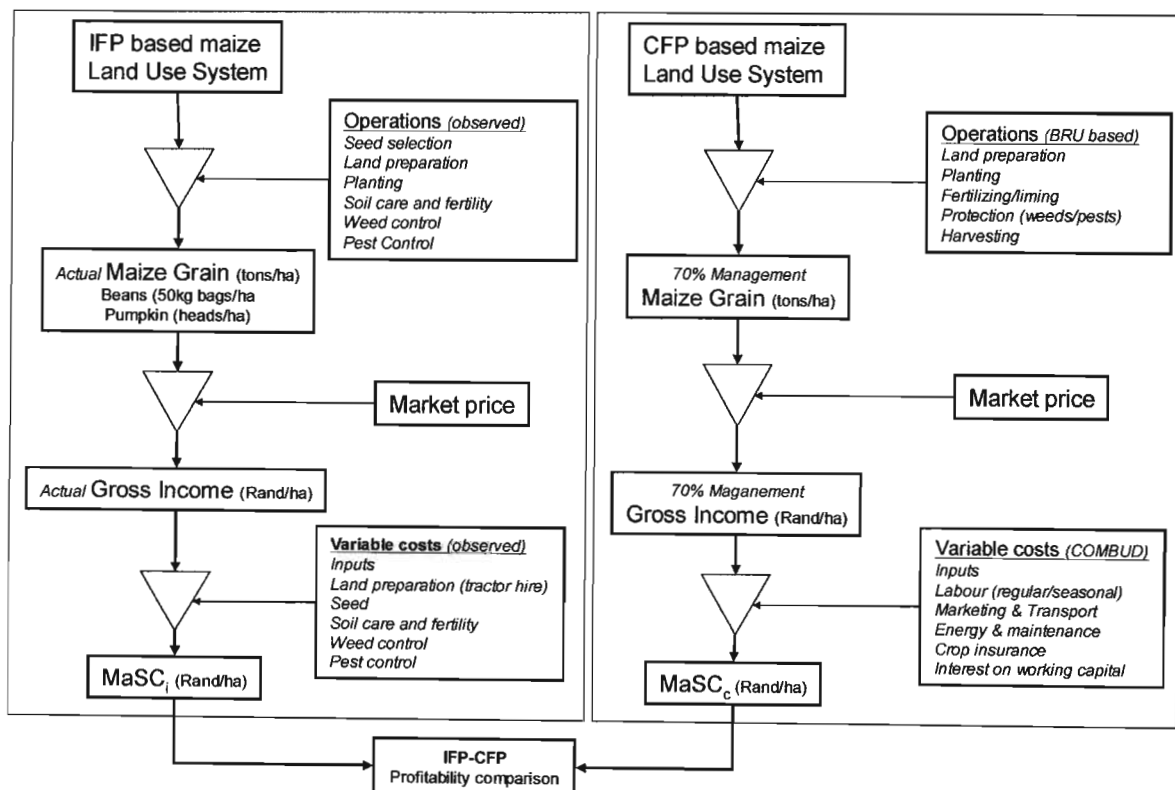 IFP based maize
Land Use System
Operations (observed)
Seed selection
Land preparation
Planting
Soil care and fertility
Weed control
Pest Control
Actual Maize Grain (tons/ha)
Beans (50kg bags/ha
Pumpkin (heads/ha)
Market price
Actual Gross Income (Rand/ha)
Variable costs (observed)
Inputs
Land preparation (tractor hire)
Seed
Soil care and fertility
Weed control
Pest control
MaSCi (Rand/ha)
CFP based maize
Land Use System
Operations (BRU based)
Land preparation
Planting
Fertilizing/liming
Protection (weeds/pests)
Harvesting
70% Management
Maize Grain (tons/ha)
Market price
70% Maganement
Gross Income (Rand/ha)
Variable costs (COMBUD)
Inputs
Labour (regular/seasonal)
Marketing & Transport
Energy & maintenance
Crop insurance
Interest on working capital
MaSCc (Rand/ha)
IFP-CFP
Profitability comparison